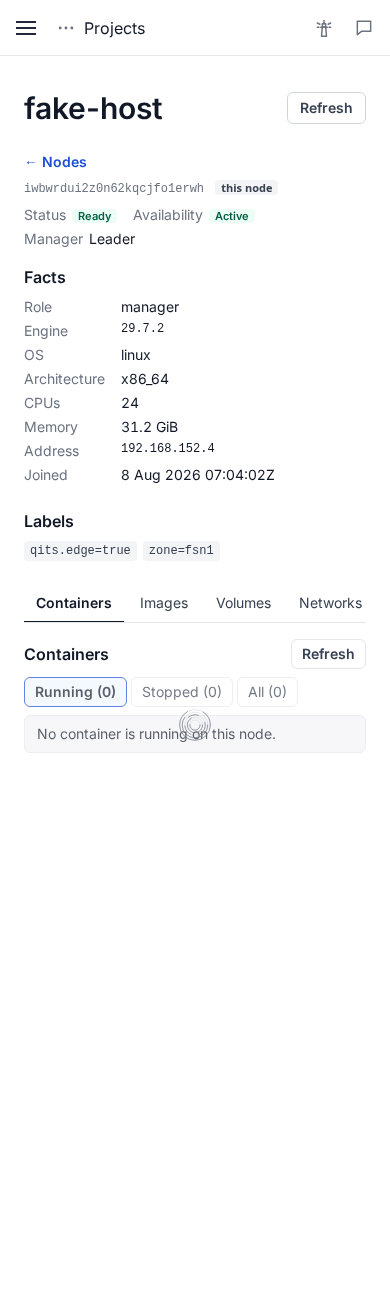 Projects
fake-host
Refresh
← Nodes
iwbwrdui2z0n62kqcjfo1erwh this node
Status Ready Availability Active
Manager Leader
Facts
Role manager
Engine 29.7.2
OS linux
Architecture x86_64
CPUs 24
Memory 31.2 GiB
Address 192.168.152.4
Joined 8 Aug 2026 07:04:02Z
Labels
qits.edge=true zone=fsn1
Containers Images Volumes Networks
Containers
Refresh
Running (0) Stopped (0) All (0)
No container is running on this node.